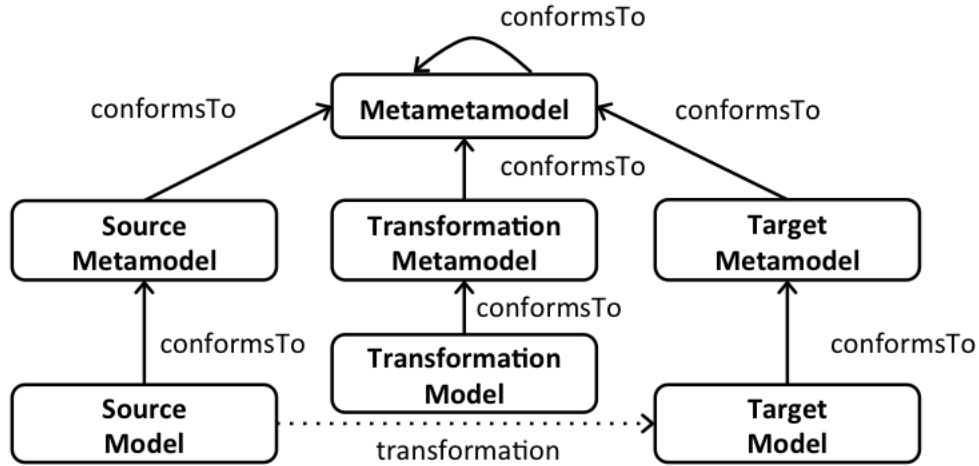 conformsTo
Metametamodel
conformsTo
conformsTo
conformsTo
Source
Metamodel
Transformation
Metamodel
Target
Metamodel
conformsTo
conformsTo
conformsTo
Transformation
Model
Source
Model
Target
Model
transformation